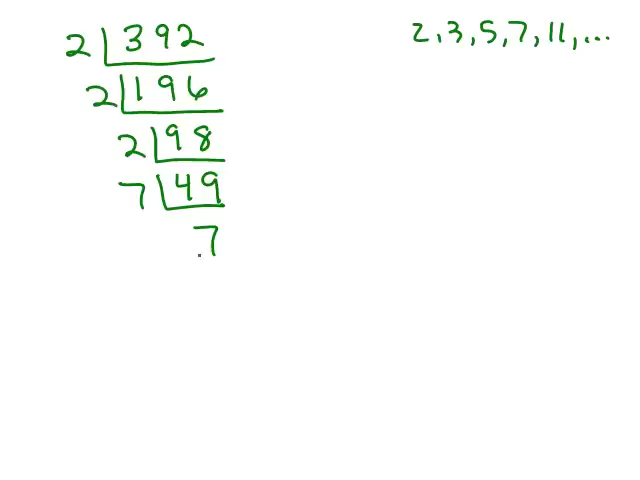 2 | 392
2, 3, 5, 7, 11, ...
2 | 196
2 | 98
7 | 49
7